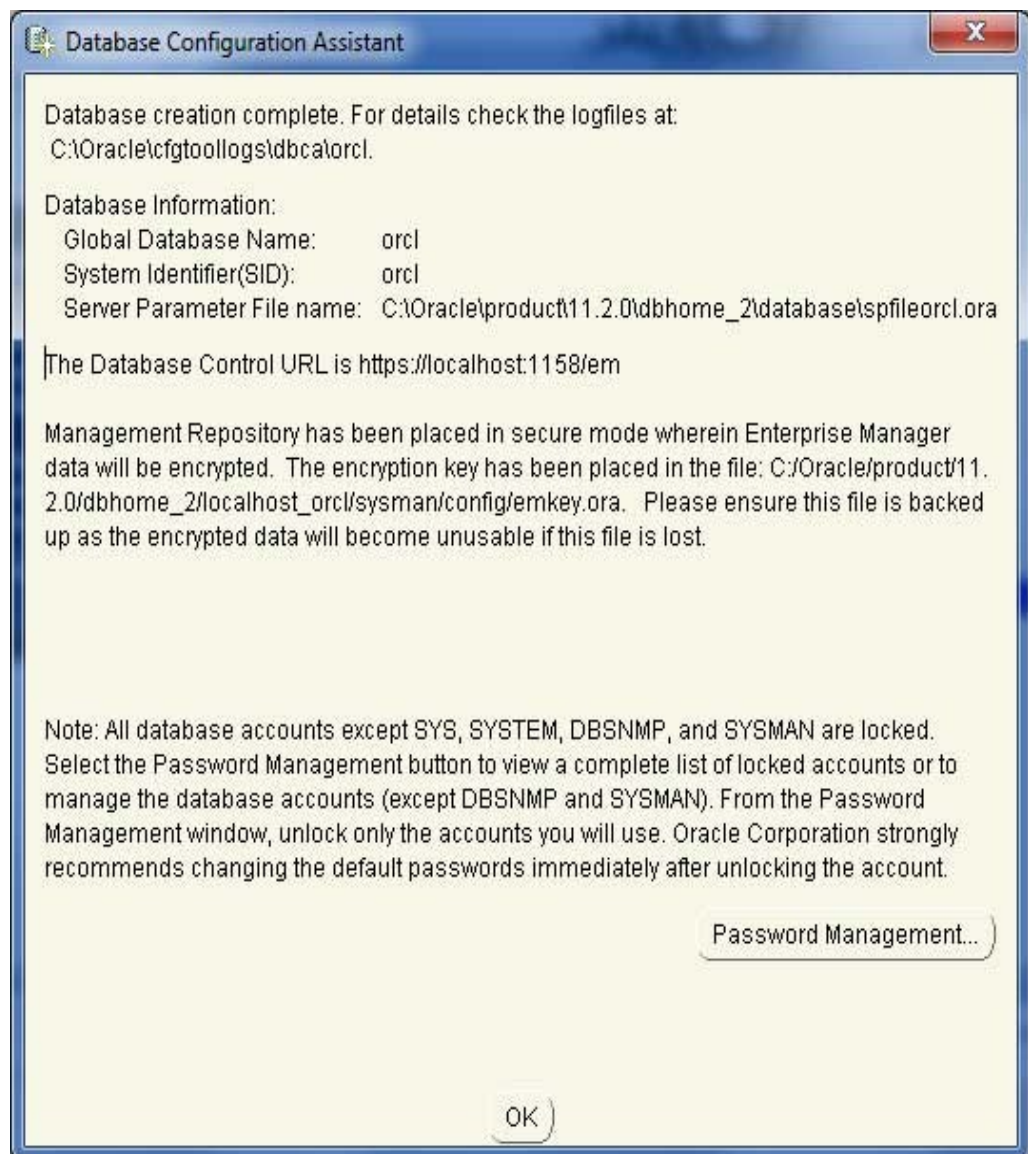 Database Configuration Assistant
Database creation complete. For details check the logfiles at:
C:\Oracle\cfgtoollogs\dbca\orcl.
Database Information:
Global Database Name: orcl
System Identifier(SID): orcl
Server Parameter File name: C:\Oracle\product\11.2.0\dbhome_2\database\spfileorcl.ora
The Database Control URL is https://localhost:1158/em
Management Repository has been placed in secure mode wherein Enterprise Manager
data will be encrypted. The encryption key has been placed in the file: C:/Oracle/product/11.
2.0/dbhome_2/localhost_orcl/sysman/config/emkey.ora. Please ensure this file is backed
up as the encrypted data will become unusable if this file is lost.
Note: All database accounts except SYS, SYSTEM, DBSNMP, and SYSMAN are locked.
Select the Password Management button to view a complete list of locked accounts or to
manage the database accounts (except DBSNMP and SYSMAN). From the Password
Management window, unlock only the accounts you will use. Oracle Corporation strongly
recommends changing the default passwords immediately after unlocking the account.
Password Management...
OK